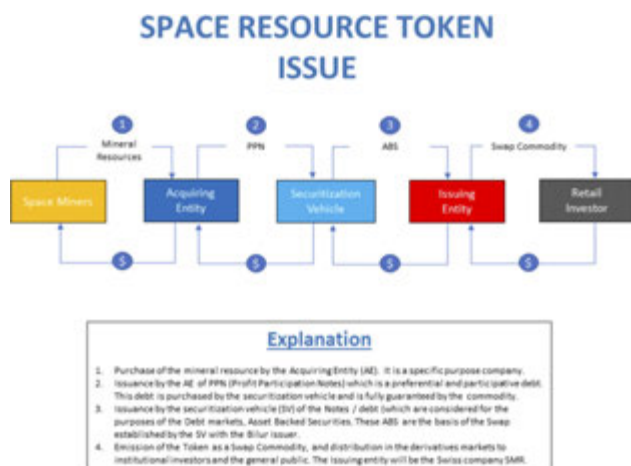 SPACE RESOURCE TOKEN
ISSUE
1
2
3
4
Mineral
Resources
PPN
ABS
Swap Commodity
Space Miners
Acquiring
Entity
Securitization
Vehicle
Issuing
Entity
Retail
Investor
$
$
$
$
Explanation
1. Purchase of the mineral resource by the Acquiring Entity (AE). It is a specific purpose company.
2. Issuance by the AE of PPN (Profit Participation Notes) which is a preferential and participative debt.
This debt is purchased by the securitization vehicle and is fully guaranteed by the commodity.
3. Issuance by the securitization vehicle (SV) of the Notes / debt (which are considered for the
purposes of the Debt markets, Asset Backed Securities. These ABS are the basis of the Swap
established by the SV with the Bilur issuer.
4. Emission of the Token as a Swap Commodity, and distribution in the derivatives markets to
institutional investors and the general public. The Issuing entity will be the Swiss company SMR.